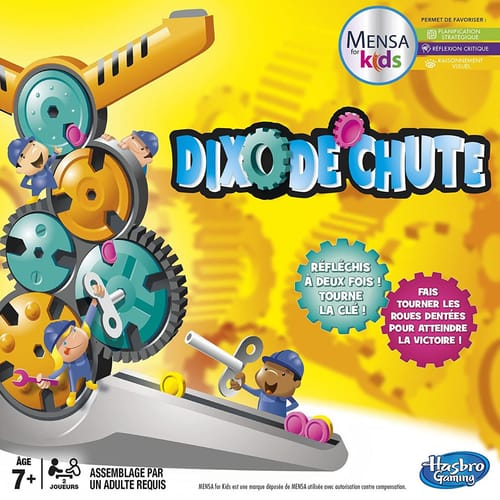 MENSA
for
kids
PERMET DE FAVORISER :
PLANIFICATION
STRATÉGIQUE
RÉFLEXION CRITIQUE
RAISONNEMENT
VISUEL
DIX DE CHUTE
RÉFLÉCHIS
A DEUX FOIS !
TOURNE
LA CLÉ !
FAIS
TOURNER LES
ROUES DENTÉES
POUR ATTEINDRE
LA VICTOIRE !
ÂGE
7+
2
JOUEURS
ASSEMBLAGE PAR
UN ADULTE REQUIS
MENSA for Kids est une marque déposée de MENSA utilisée avec autorisation contre compensation.
Hasbro
Gaming